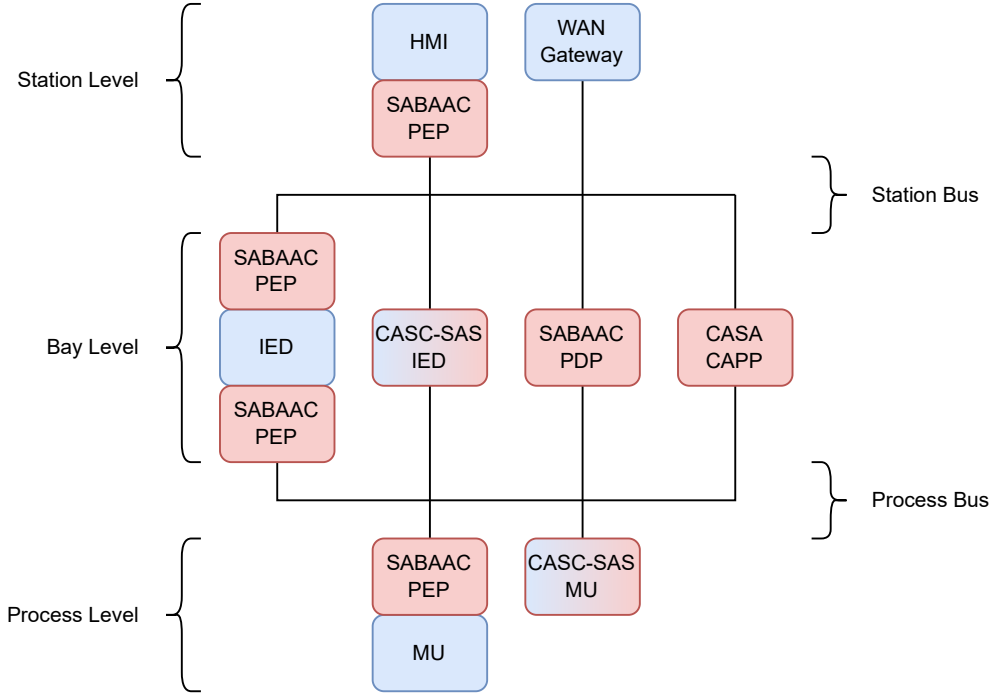 Station Level
HMI
WAN
Gateway
SABAAC
PEP
Station Bus
Bay Level
SABAAC
PEP
IED
SABAAC
PEP
CASC-SAS
IED
SABAAC
PDP
CASA
CAPP
Process Bus
Process Level
SABAAC
PEP
MU
CASC-SAS
MU